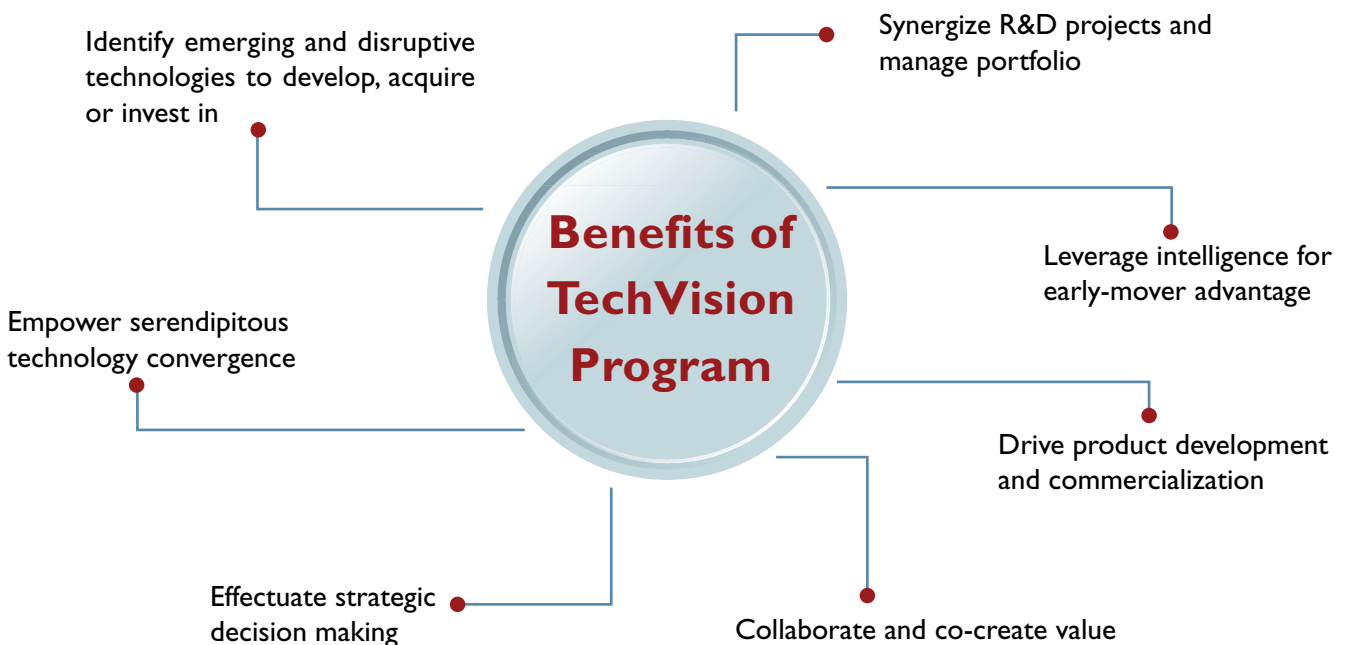 Identify emerging and disruptive
technologies to develop, acquire
or invest in
Synergize R&D projects and
manage portfolio
Benefits of
TechVision
Program
Leverage intelligence for
early-mover advantage
Empower serendipitous
technology convergence
Drive product development
and commercialization
Effectuate strategic
decision making
Collaborate and co-create value